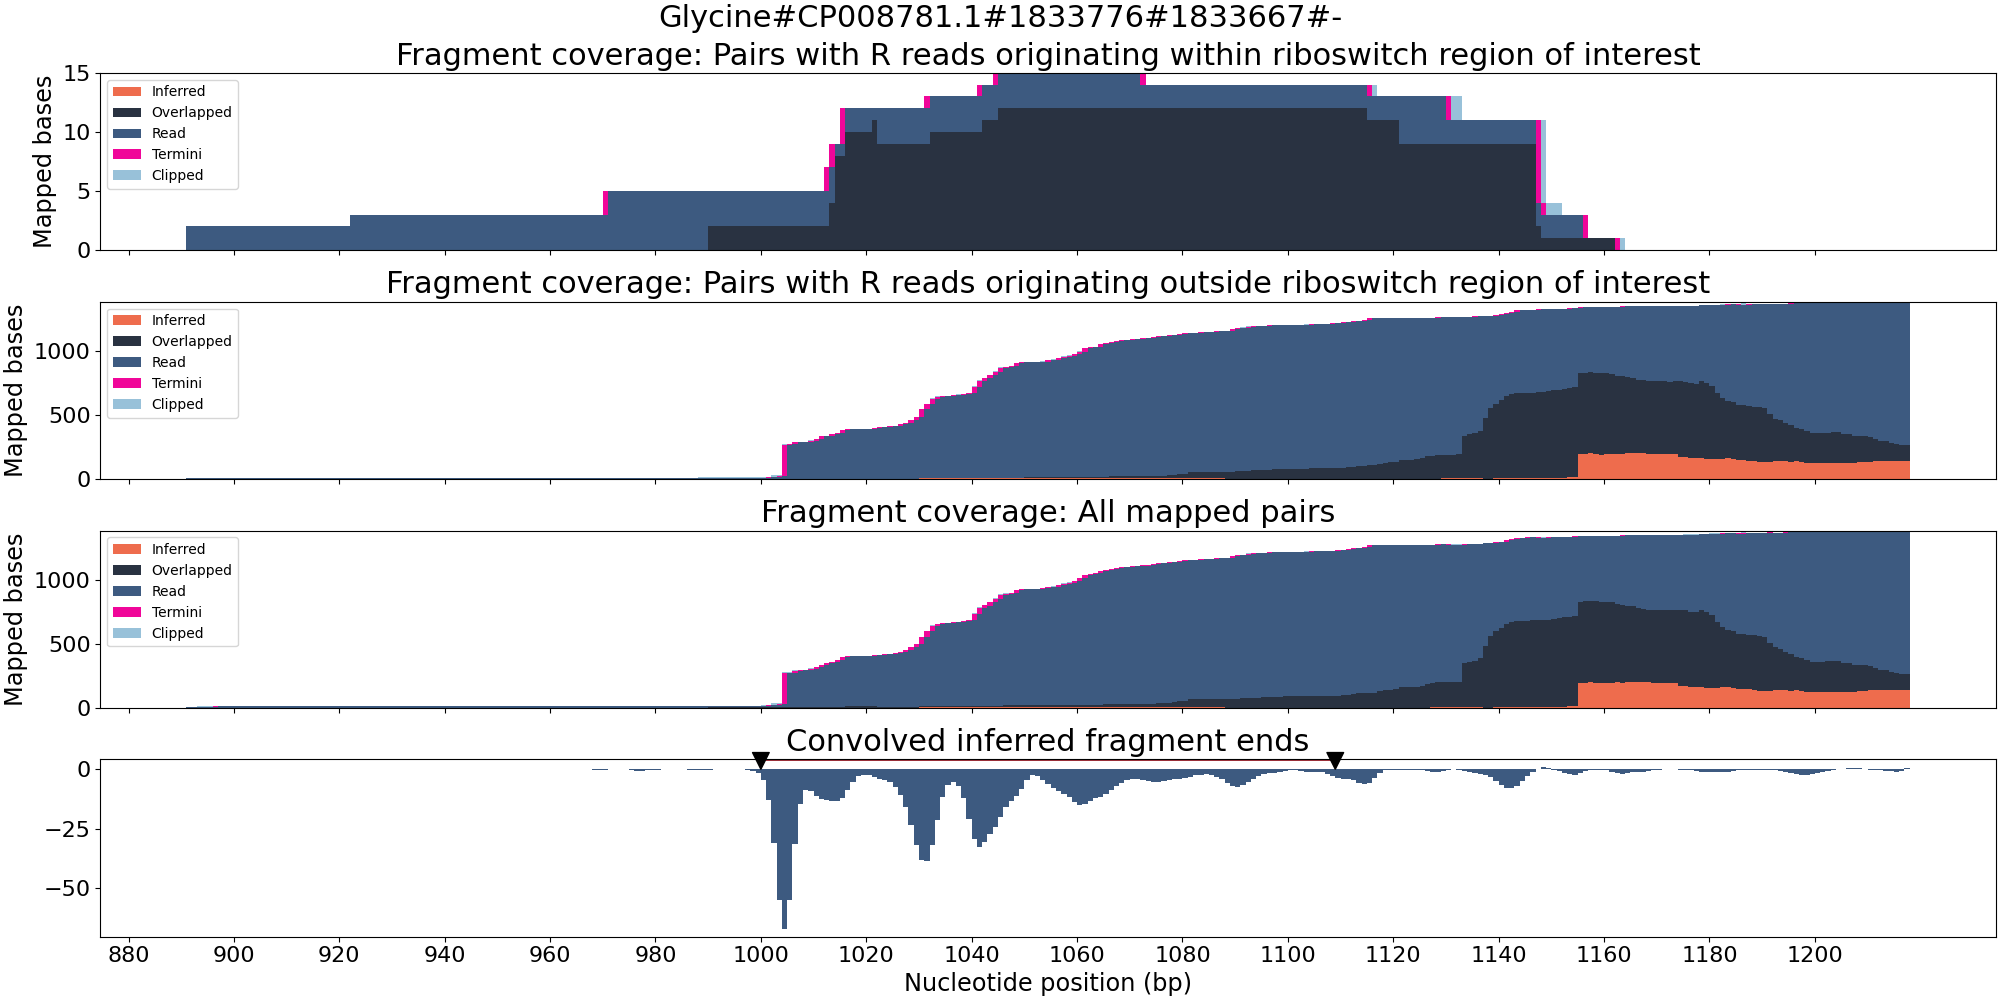 Glycine#CP008781.1#1833776#1833667#-
Fragment coverage: Pairs with R reads originating within riboswitch region of interest
Mapped bases
15
10
5
0
Inferred
Overlapped
Read
Termini
Clipped
Fragment coverage: Pairs with R reads originating outside riboswitch region of interest
Mapped bases
1000
500
0
Inferred
Overlapped
Read
Termini
Clipped
Fragment coverage: All mapped pairs
Mapped bases
1000
500
0
Inferred
Overlapped
Read
Termini
Clipped
Convolved inferred fragment ends
0
−25
−50
880 900 920 940 960 980 1000 1020 1040 1060 1080 1100 1120 1140 1160 1180 1200
Nucleotide position (bp)